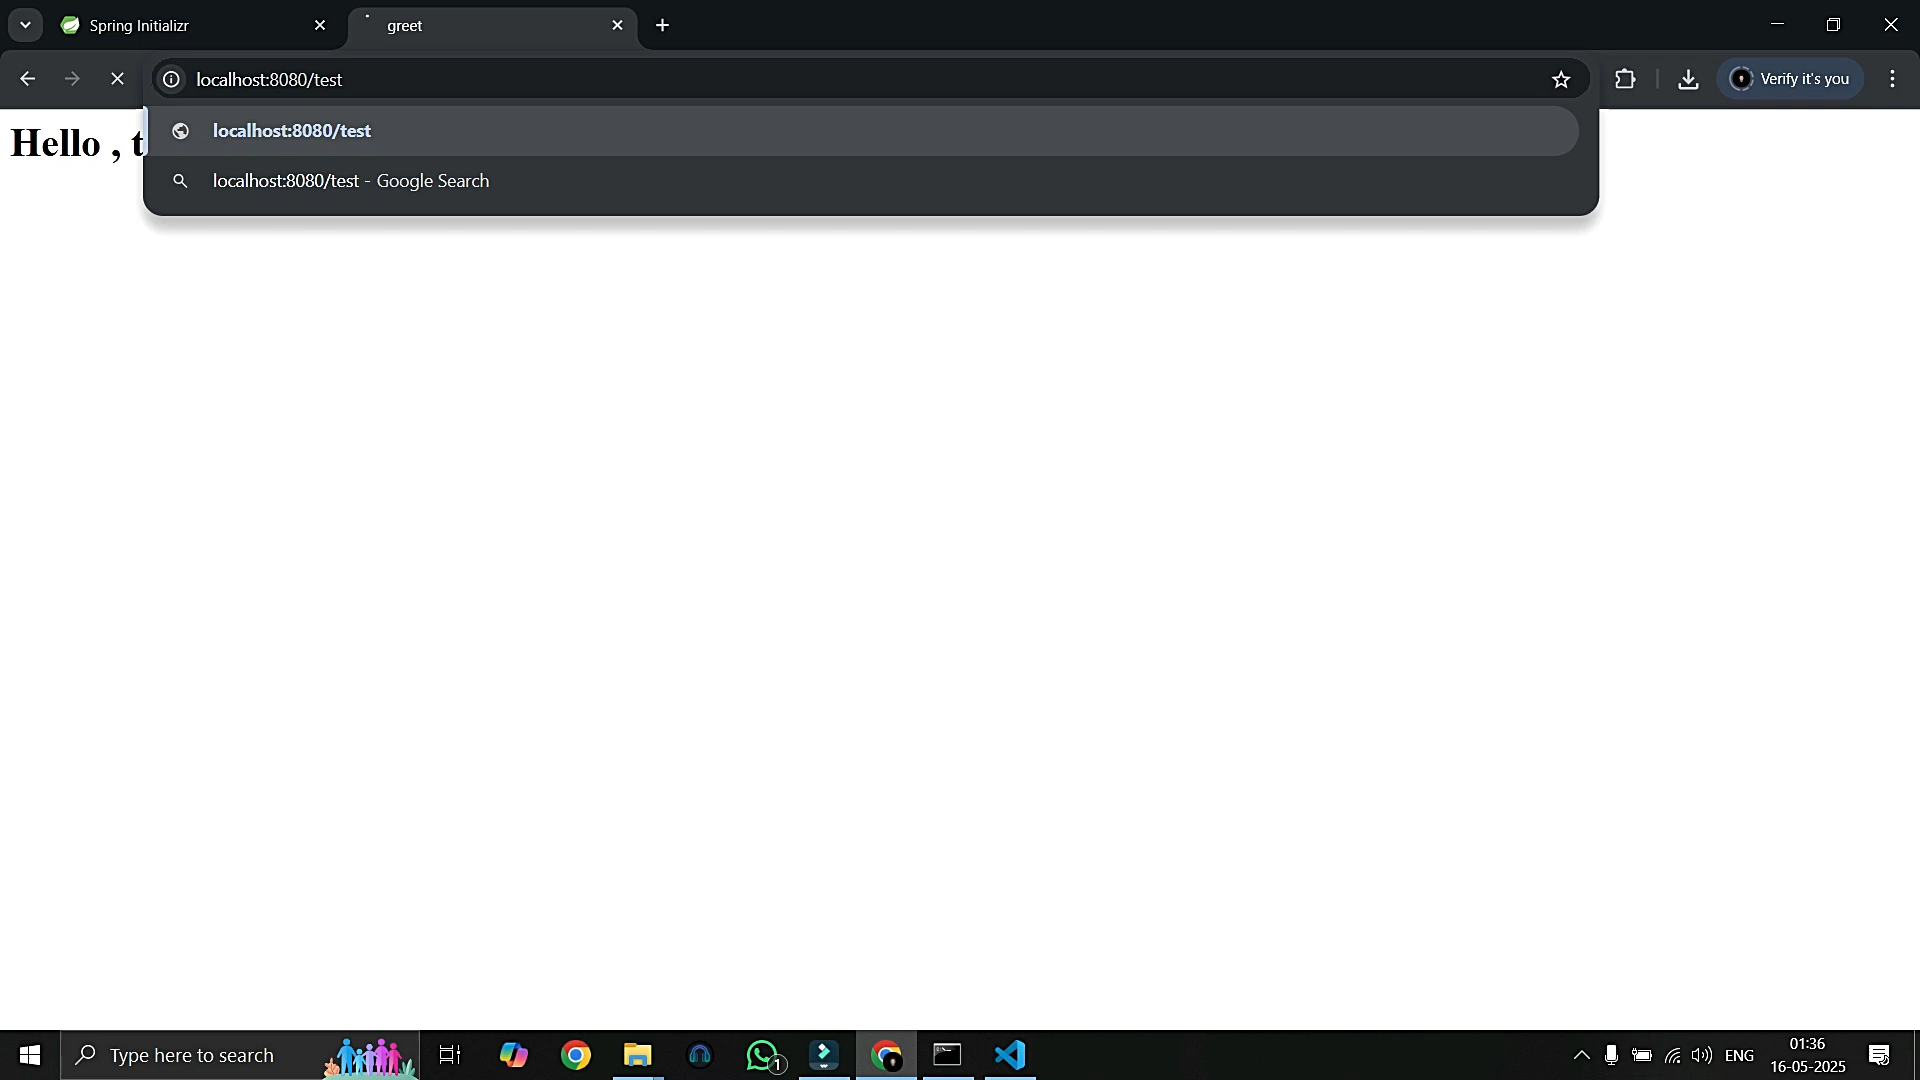 Spring Initializr
greet
localhost:8080/test
Verify it's you
localhost:8080/test
localhost:8080/test - Google Search
Hello , t
Type here to search
1
ENG
01:36
16-05-2025